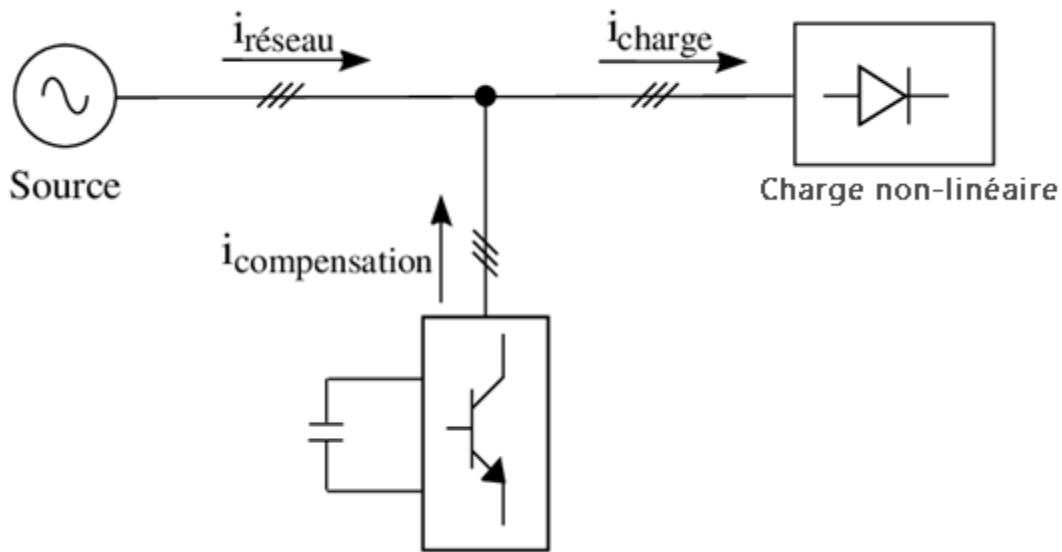 iréseau
icharge
Source
Charge non-linéaire
icompensation